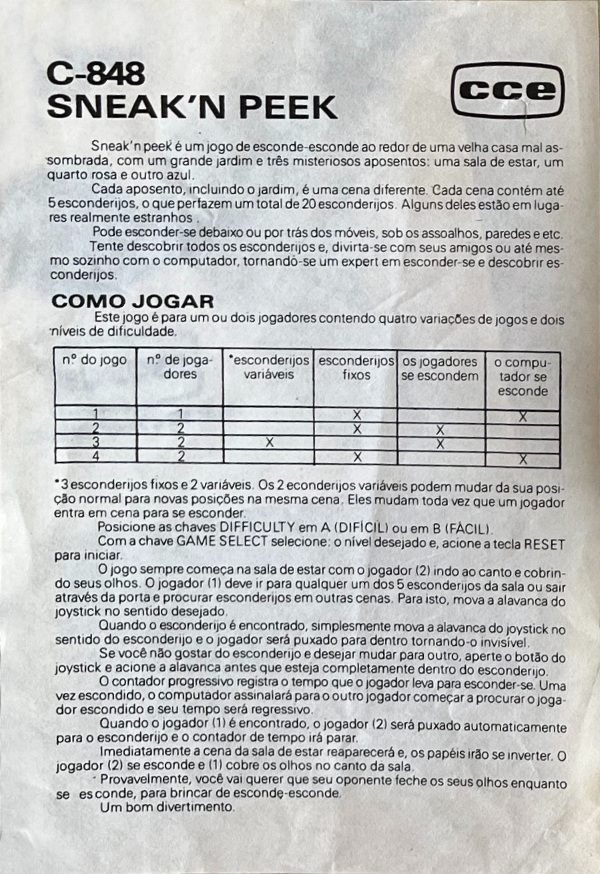 C-848
SNEAK'N PEEK
cce
Sneak'n peek é um jogo de esconde-esconde ao redor de uma velha casa mal as-
sombrada, com um grande jardim e três misteriosos aposentos: uma sala de estar, um
quarto rosa e outro azul.
Cada aposento, incluindo o jardim, é uma cena diferente. Cada cena contém até
5 esconderijos, o que perfazem um total de 20 esconderijos. Alguns deles estão em luga-
res realmente estranhos.
Pode esconder-se debaixo ou por trás dos móveis, sob os assoalhos, paredes e etc.
Tente descobrir todos os esconderijos e, divirta-se com seus amigos ou até mes-
mo sozinho com o computador, tornando-se um expert em esconder-se e descobrir es-
conderijos.
COMO JOGAR
Este jogo é para um ou dois jogadores contendo quatro variações de jogos e dois
níveis de dificuldade.
n.º do jogo n.º de joga- *esconderijos esconderijos os jogadores o compu-
dores variáveis fixos se escondem tador se
esconde
1 1 X X
2 2 X X
3 2 X X
4 2 X X
*3 esconderijos fixos e 2 variáveis. Os 2 econderijos variáveis podem mudar da sua posi-
ção normal para novas posições na mesma cena. Eles mudam toda vez que um jogador
entra em cena para se esconder.
Posicione as chaves DIFFICULTY em A (DIFÍCIL) ou em B (FÁCIL).
Com a chave GAME SELECT selecione: o nível desejado e, acione a tecla RESET
para iniciar.
O jogo sempre começa na sala de estar com o jogador (2) indo ao canto e cobrin-
do seus olhos. O jogador (1) deve ir para qualquer um dos 5 esconderijos da sala ou sair
através da porta e procurar esconderijos em outras cenas. Para isto, mova a alavanca do
joystick no sentido desejado.
Quando o esconderijo é encontrado, simplesmente mova a alavanca do joystick no
sentido do esconderijo e o jogador será puxado para dentro tornando-o invisível.
Se você não gostar do esconderijo e desejar mudar para outro, aperte o botão do
joystick e acione a alavanca antes que esteja completamente dentro do esconderijo.
O contador progressivo registra o tempo que o jogador leva para esconder-se. Uma
vez escondido, o computador assinalará para o outro jogador começar a procurar o joga-
dor escondido e seu tempo será regressivo.
Quando o jogador (1) é encontrado, o jogador (2) será puxado automaticamente
para o esconderijo e o contador de tempo irá parar.
Imediatamente a cena da sala de estar reaparecerá e, os papéis irão se inverter. O
jogador (2) se esconde e (1) cobre os olhos no canto da sala.
Provavelmente, você vai querer que seu oponente feche os seus olhos enquanto
se esconde, para brincar de esconde-esconde.
Um bom divertimento.